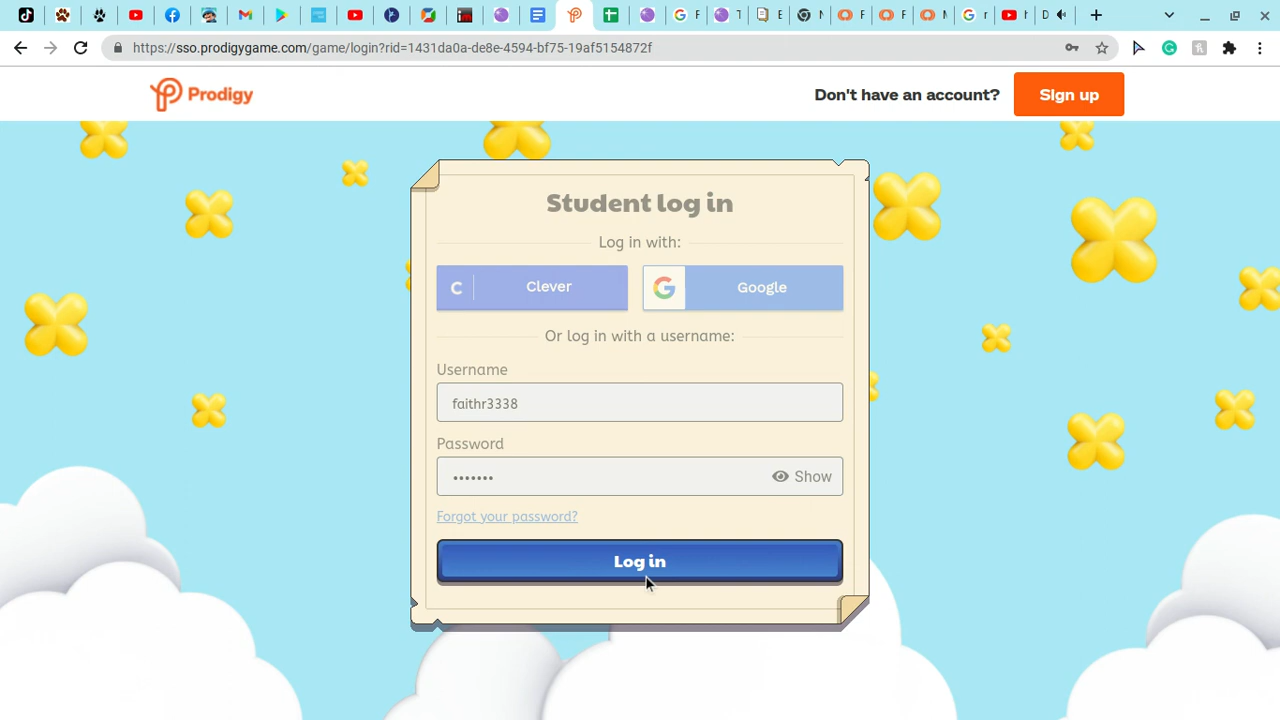 F T E N F F M r H D
https://sso.prodigygame.com/game/login?rid=1431da0a-de8e-4594-bf75-19af5154872f
Prodigy
Don't have an account? Sign up
Student log in
Log in with:
C Clever
G Google
Or log in with a username:
Username
faithr3338
Password
••••••• Show
Forgot your password?
Log in